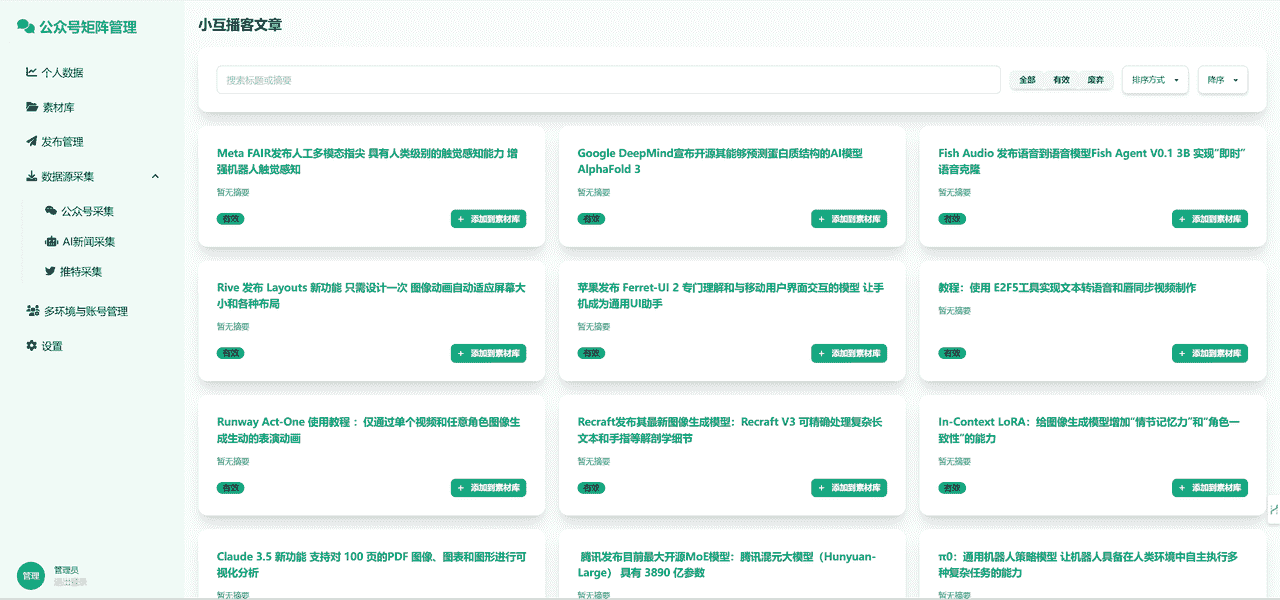 公众号矩阵管理
个人数据
素材库
发布管理
数据源采集
公众号采集
AI新闻采集
推特采集
多环境与账号管理
设置
管理
管理员
退出登录
小互播客文章
搜索标题或摘要
全部
有效
废弃
排序方式
降序
Meta FAIR发布人工多模态指尖 具有人类级别的触觉感知能力 增
强机器人触觉感知
暂无摘要
有效
+ 添加到素材库
Google DeepMind宣布开源其能够预测蛋白质结构的AI模型
AlphaFold 3
暂无摘要
有效
+ 添加到素材库
Fish Audio 发布语音到语音模型Fish Agent V0.1 3B 实现"即时"
语音克隆
暂无摘要
有效
+ 添加到素材库
Rive 发布 Layouts 新功能 只需设计一次 图像动画自动适应屏幕大
小和各种布局
暂无摘要
有效
+ 添加到素材库
苹果发布 Ferret-UI 2 专门理解和与移动用户界面交互的模型 让手
机成为通用UI助手
暂无摘要
有效
+ 添加到素材库
教程：使用 E2F5工具实现文本转语音和唇同步视频制作
暂无摘要
有效
+ 添加到素材库
Runway Act-One 使用教程 ：仅通过单个视频和任意角色图像生
成生动的表演动画
暂无摘要
有效
+ 添加到素材库
Recraft发布其最新图像生成模型：Recraft V3 可精确处理复杂长
文本和手指等解剖学细节
暂无摘要
有效
+ 添加到素材库
In-Context LoRA：给图像生成模型增加"情节记忆力"和"角色一
致性"的能力
暂无摘要
有效
+ 添加到素材库
Claude 3.5 新功能 支持对 100 页的PDF 图像、图表和图形进行可
视化分析
暂无摘要
腾讯发布目前最大开源MoE模型：腾讯混元大模型（Hunyuan-
Large） 具有 3890 亿参数
暂无摘要
π0：通用机器人策略模型 让机器人具备在人类环境中自主执行多
种复杂任务的能力
暂无摘要